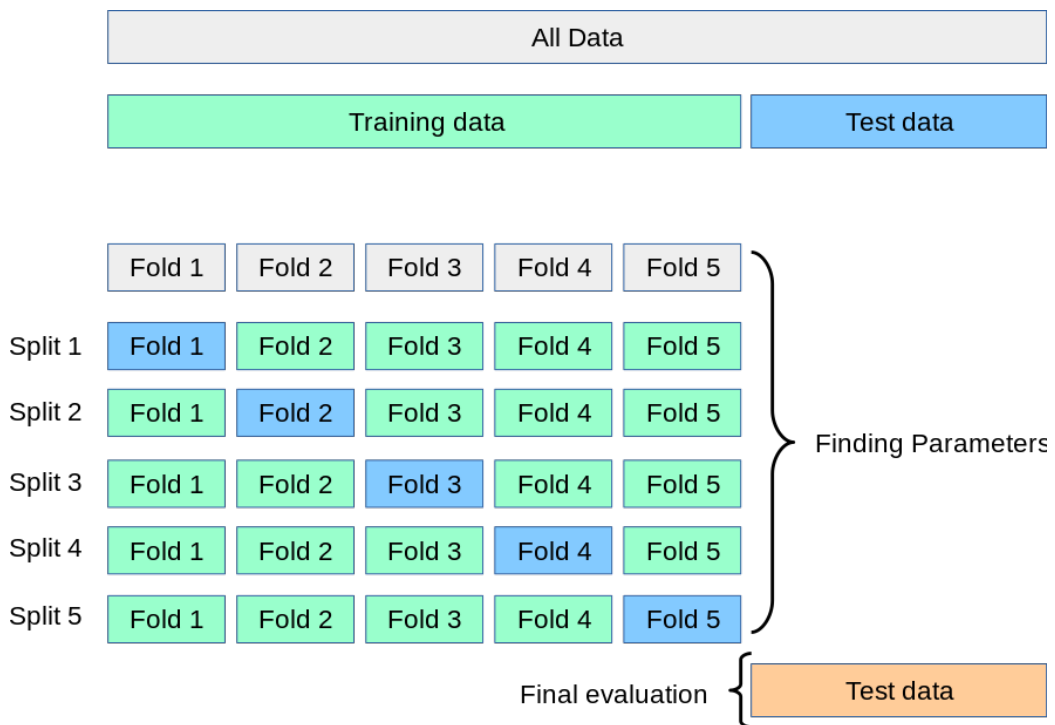 All Data
Training data Test data
Fold 1 Fold 2 Fold 3 Fold 4 Fold 5
Split 1 Fold 1 Fold 2 Fold 3 Fold 4 Fold 5
Split 2 Fold 1 Fold 2 Fold 3 Fold 4 Fold 5
Finding Parameters
Split 3 Fold 1 Fold 2 Fold 3 Fold 4 Fold 5
Split 4 Fold 1 Fold 2 Fold 3 Fold 4 Fold 5
Split 5 Fold 1 Fold 2 Fold 3 Fold 4 Fold 5
Final evaluation Test data